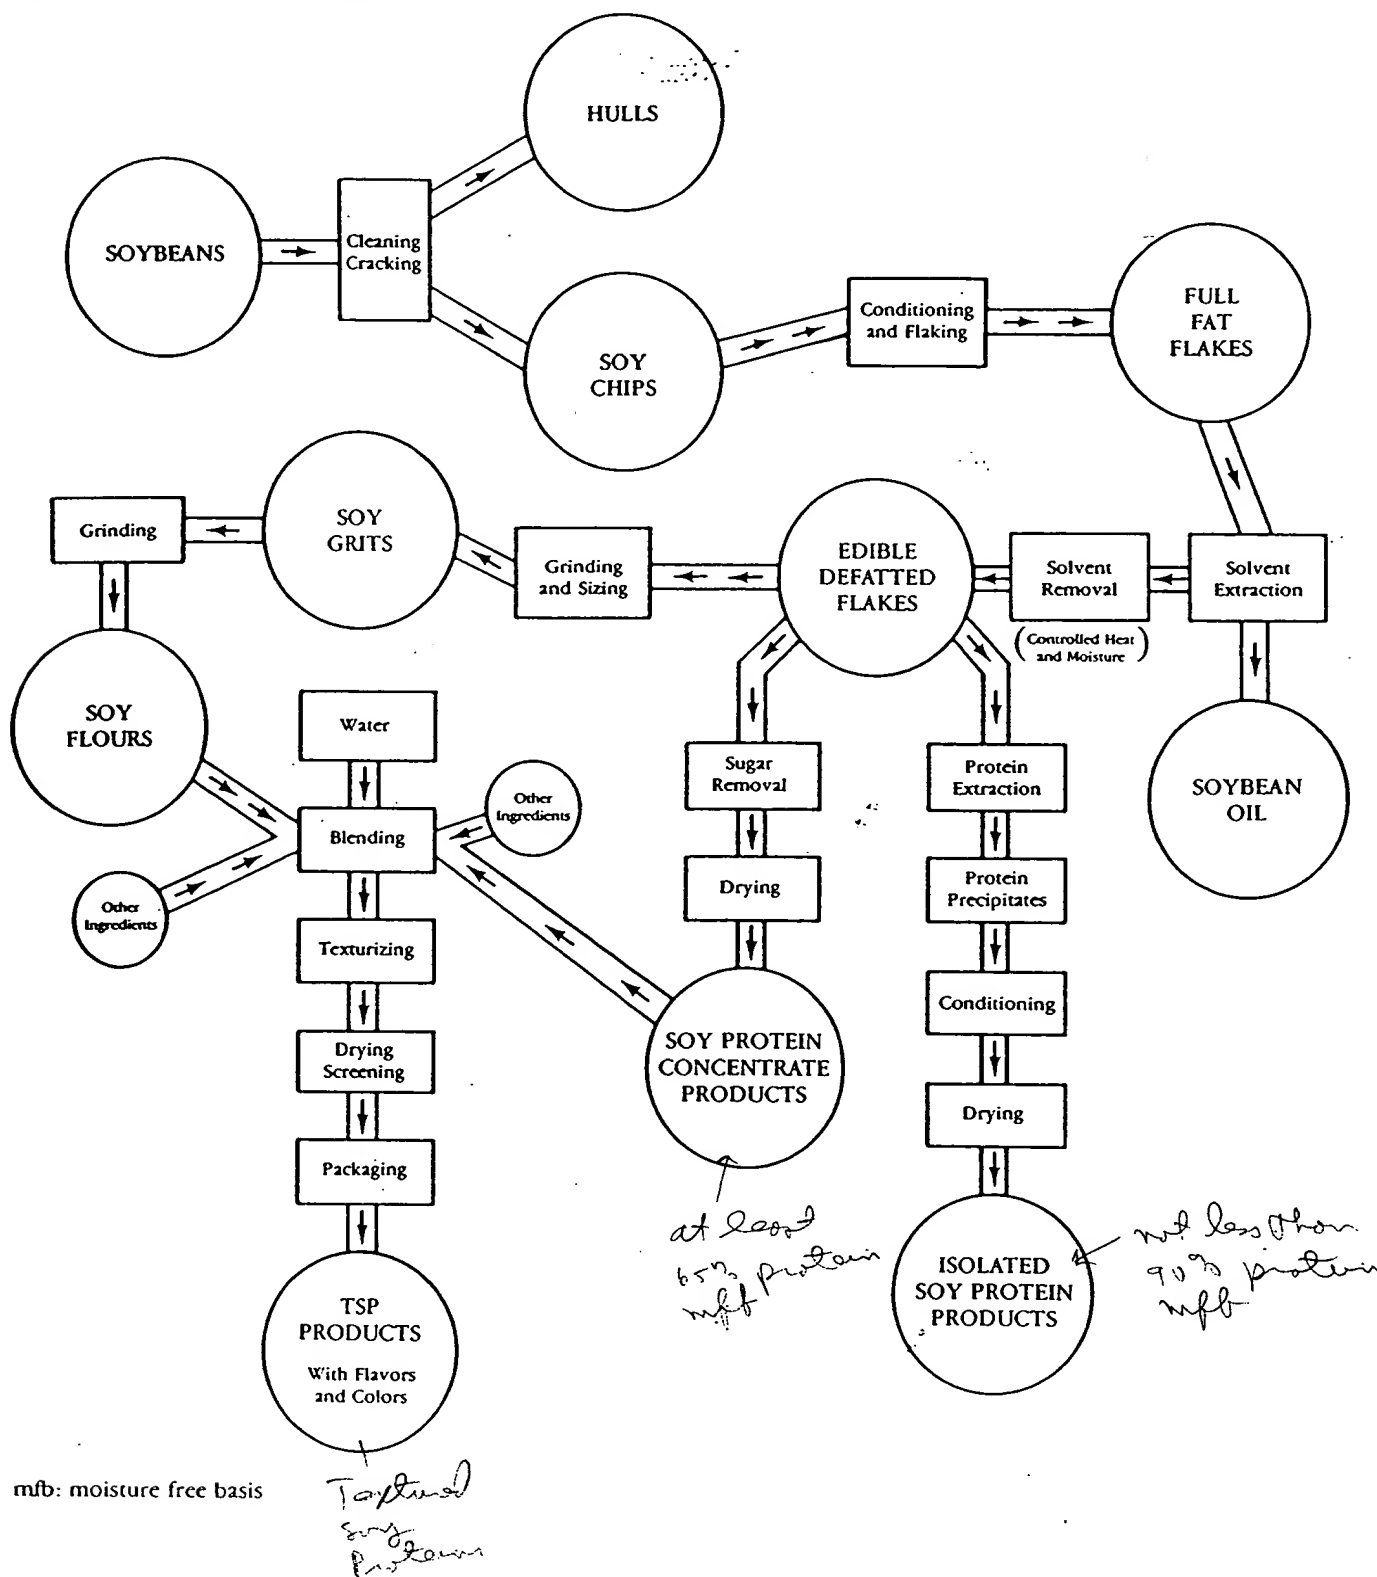 HULLS
SOYBEANS
Cleaning
Cracking
SOY
CHIPS
Conditioning
and Flaking
FULL
FAT
FLAKES
Solvent
Extraction
SOYBEAN
OIL
Solvent
Removal
(Controlled Heat
and Moisture)
EDIBLE
DEFATTED
FLAKES
Grinding
and Sizing
SOY
GRITS
Grinding
SOY
FLOURS
Other
Ingredients
Water
Blending
Other
Ingredients
Texturizing
Drying
Screening
Packaging
TSP
PRODUCTS
With Flavors
and Colors
Sugar
Removal
Drying
SOY PROTEIN
CONCENTRATE
PRODUCTS
at least
65%
mfb protein
Protein
Extraction
Protein
Precipitates
Conditioning
Drying
ISOLATED
SOY PROTEIN
PRODUCTS
not less than
90% protein
mfb
mfb: moisture free basis
Textured
soy
Protein